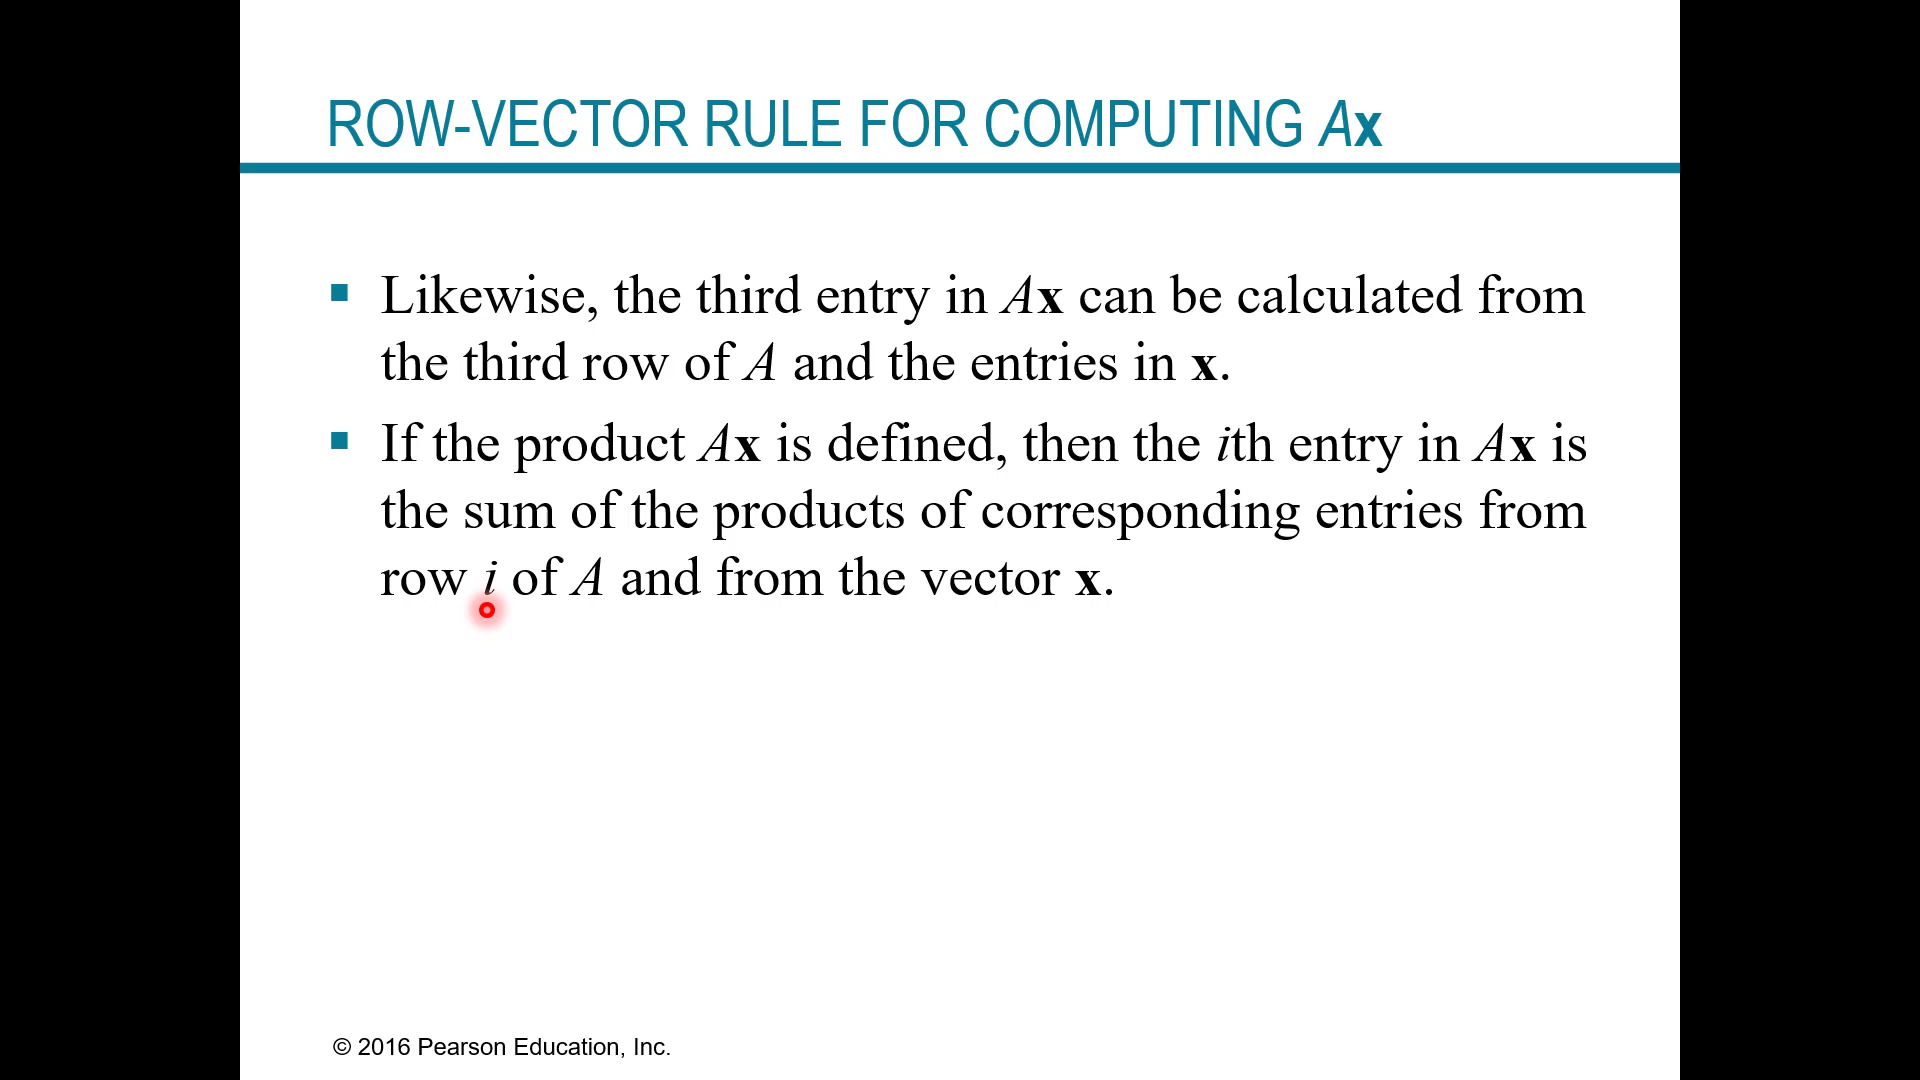 ROW-VECTOR RULE FOR COMPUTING Ax
Likewise, the third entry in Ax can be calculated from
the third row of A and the entries in x.
If the product Ax is defined, then the ith entry in Ax is
the sum of the products of corresponding entries from
row i of A and from the vector x.
© 2016 Pearson Education, Inc.